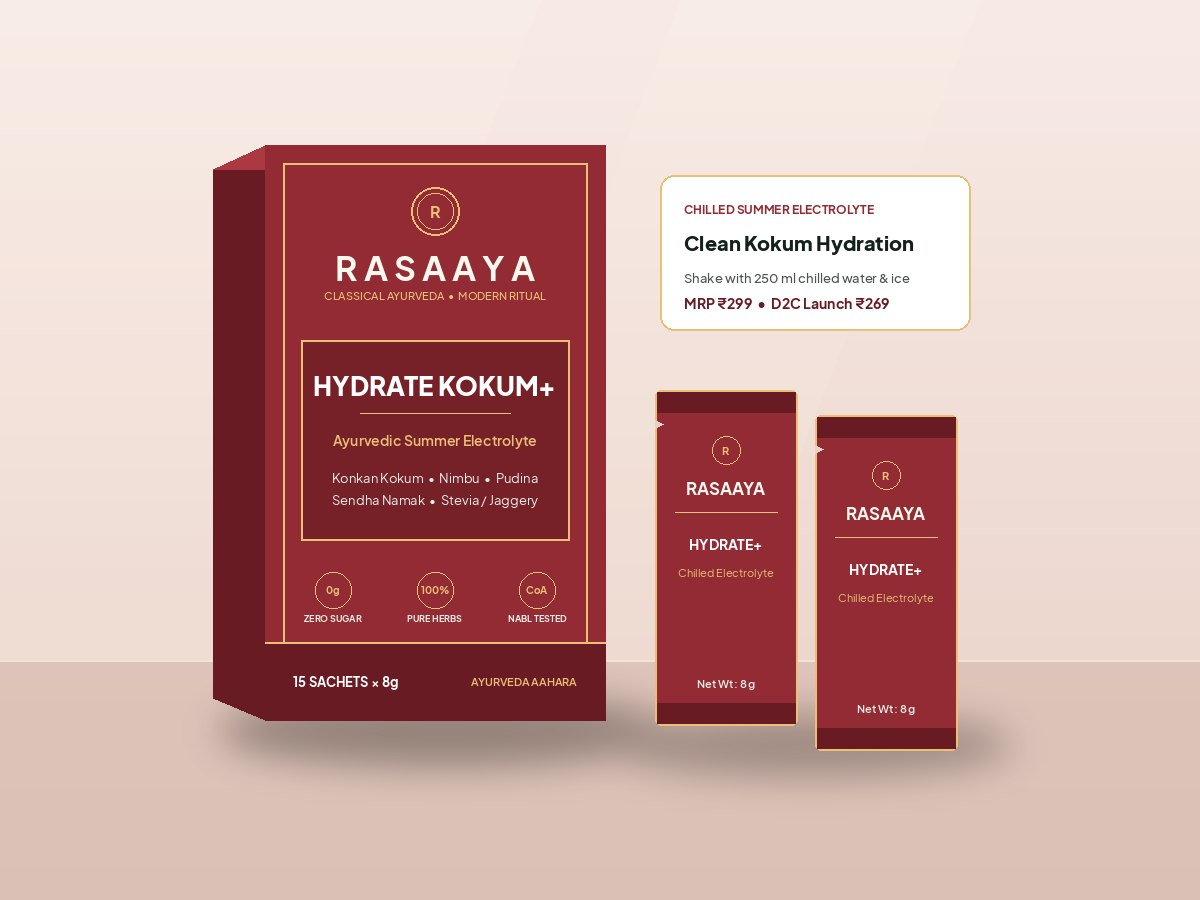 R
RASAAYA
CLASSICAL AYURVEDA • MODERN RITUAL
HYDRATE KOKUM+
Ayurvedic Summer Electrolyte
Konkan Kokum • Nimbu • Pudina
Sendha Namak • Stevia / Jaggery
0g
100%
CoA
ZERO SUGAR
PURE HERBS
NABL TESTED
15 SACHETS × 8g
AYURVEDA AAHARA
CHILLED SUMMER ELECTROLYTE
Clean Kokum Hydration
Shake with 250 ml chilled water & ice
MRP ₹299 • D2C Launch ₹269
R
RASAAYA
HYDRATE+
Chilled Electrolyte
Net Wt: 8g
R
RASAAYA
HYDRATE+
Chilled Electrolyte
Net Wt: 8g